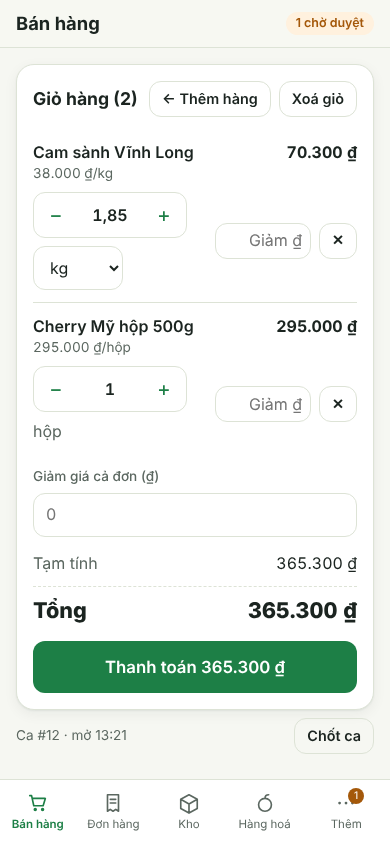 Bán hàng
1 chờ duyệt
Giỏ hàng (2)
← Thêm hàng
Xoá giỏ
Cam sành Vĩnh Long
70.300 ₫
38.000 ₫/kg
− 1,85 +
Giảm ₫
×
kg
Cherry Mỹ hộp 500g
295.000 ₫
295.000 ₫/hộp
− 1 +
Giảm ₫
×
hộp
Giảm giá cả đơn (₫)
0
Tạm tính
365.300 ₫
Tổng
365.300 ₫
Thanh toán 365.300 ₫
Ca #12 · mở 13:21
Chốt ca
1
Bán hàng
Đơn hàng
Kho
Hàng hoá
Thêm